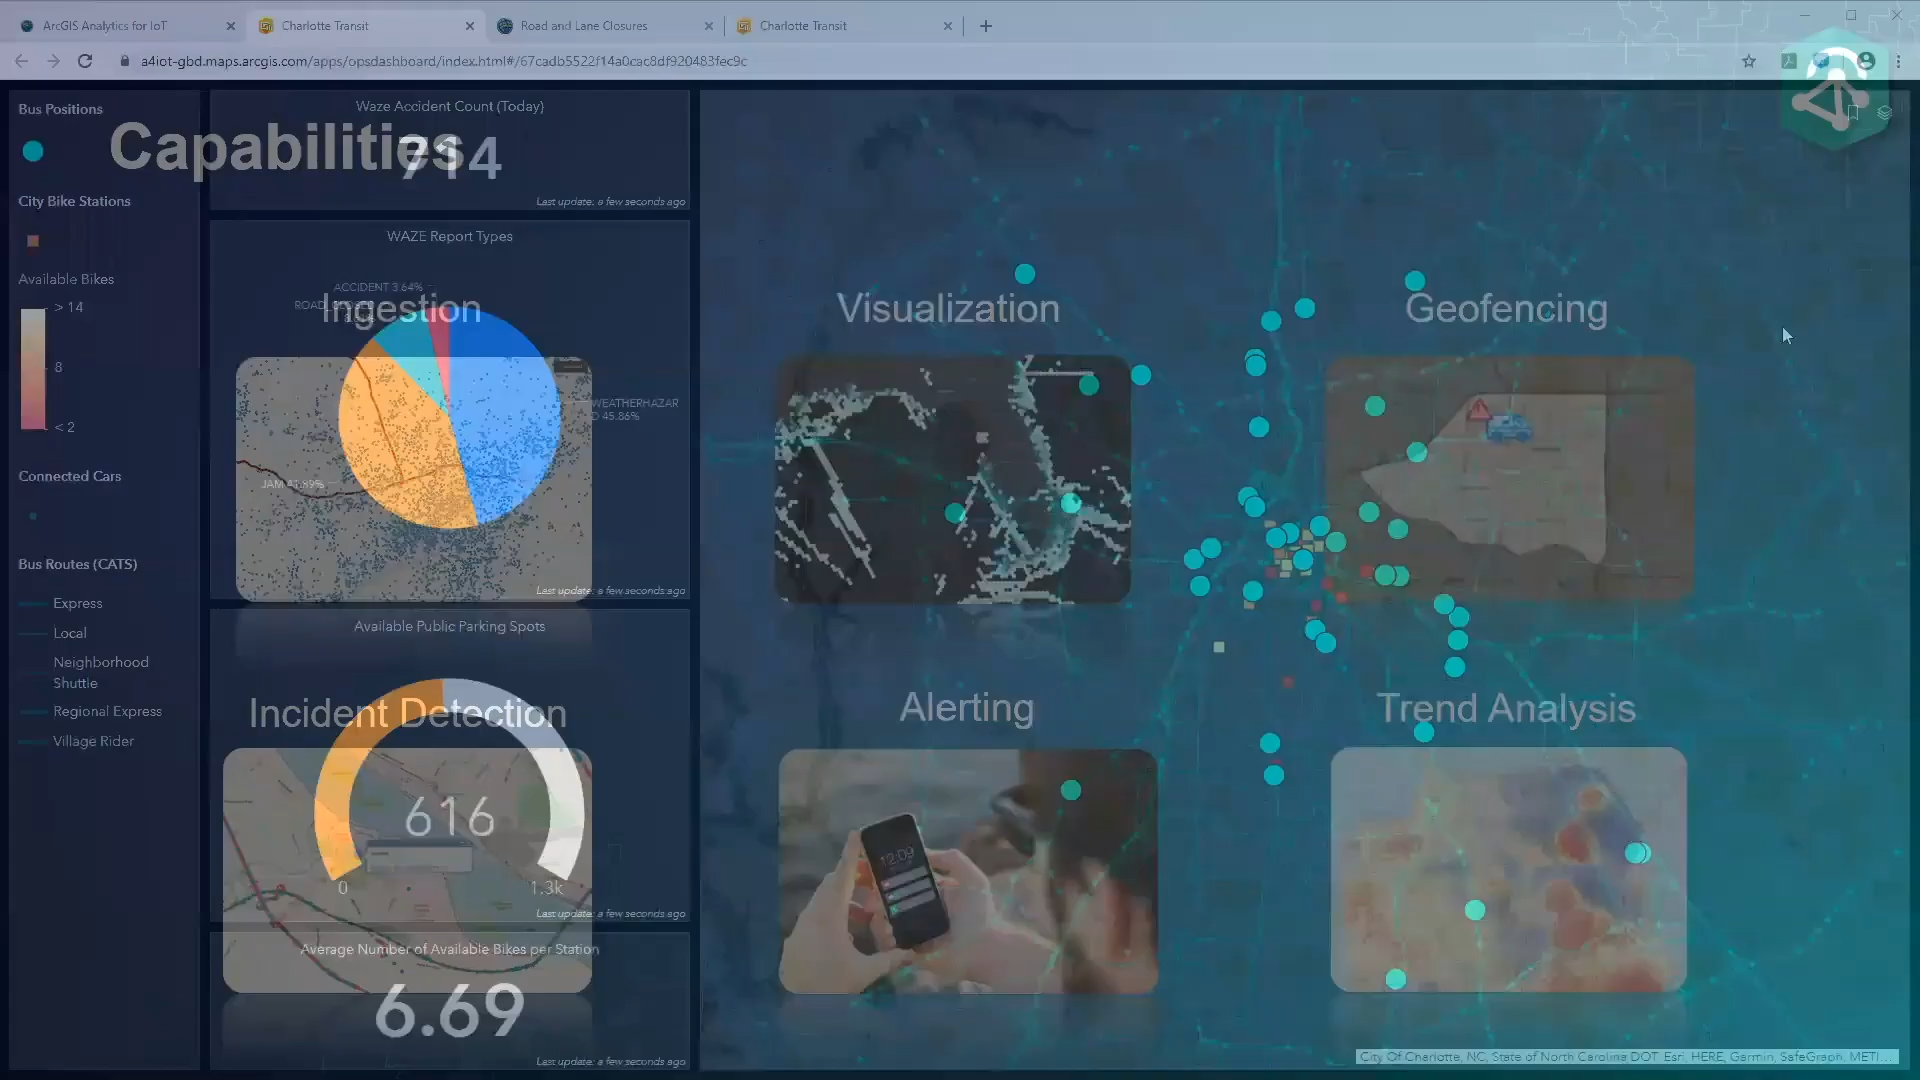 ArcGIS Analytics for IoT
Charlotte Transit
Road and Lane Closures
Charlotte Transit
a4iot-gbd.maps.arcgis.com/apps/opsdashboard/index.html#/67cadb5522f14a0cac8df920483fec9c
Capabilities
Bus Positions
City Bike Stations
Available Bikes
> 14
8
< 2
Connected Cars
Bus Routes (CATS)
Express
Local
Neighborhood
Shuttle
Regional Express
Village Rider
Waze Accident Count (Today)
714
Last update: a few seconds ago
WAZE Report Types
ACCIDENT 3.64%
WEATHERHAZAR
D 45.86%
JAM 41.89%
Last update: a few seconds ago
Available Public Parking Spots
616
0
1.3k
Last update: a few seconds ago
Average Number of Available Bikes per Station
6.69
Last update: a few seconds ago
Ingestion
Visualization
Geofencing
Incident Detection
Alerting
Trend Analysis
12:09
City Of Charlotte, NC, State of North Carolina DOT, Esri, HERE, Garmin, SafeGraph, METI...